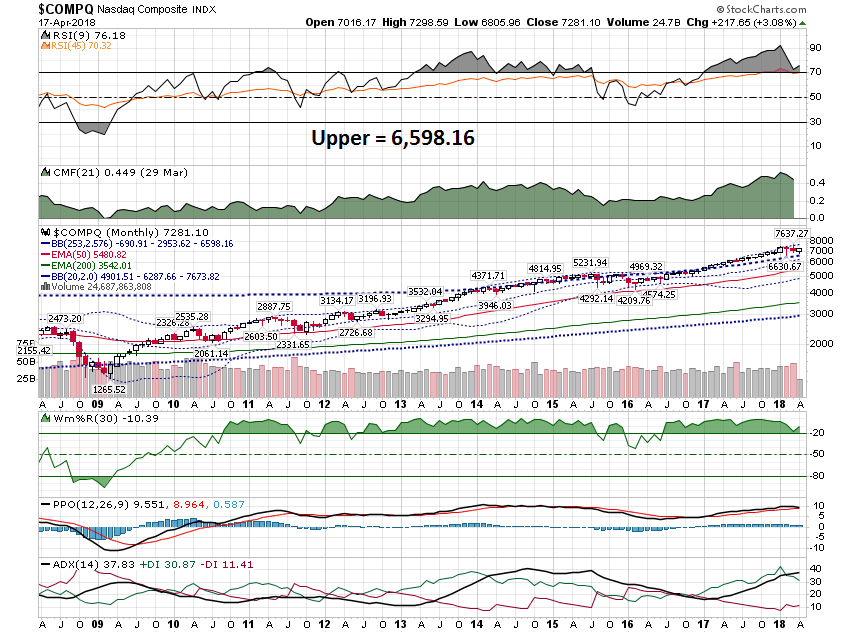 $COMPQ Nasdaq Composite INDX
© StockCharts.com
17-Apr-2018
Open 7016.17 High 7298.59 Low 6805.96 Close 7281.10 Volume 24.7B Chg +217.65 (+3.08%)
RSI(9) 76.18
RSI(45) 70.32
90
70
50
30
10
Upper = 6,598.16
CMF(21) 0.449 (29 Mar)
0.4
0.2
0.0
$COMPQ (Monthly) 7281.10
BB(253,2.576) -690.91 - 2953.62 - 6598.16
EMA(50) 5480.82
EMA(200) 3542.01
BB(20,2.0) 4901.51 - 6287.66 - 7673.82
Volume 24,687,863,808
7637.27
8000
7000
6000
5000
4000
3000
2000
6630.67
5231.94
4969.32
4814.95
4371.71
4574.25
4292.14
4209.76
3946.03
3532.04
3294.95
3196.93
3134.17
2887.75
2726.68
2603.50
2331.65
2535.28
2326.28
2473.20
2155.42
2061.14
1265.52
75B
50B
25B
A J O 09 A J O 10 A J O 11 A J O 12 A J O 13 A J O 14 A J O 15 A J O 16 A J O 17 A J O 18 A
Wm%R(30) -10.39
-20
-50
-80
PPO(12,26,9) 9.551, 8.964, 0.587
10
5
0
-5
-10
ADX(14) 37.83 +DI 30.87 -DI 11.41
40
30
20
10
A J O 09 A J O 10 A J O 11 A J O 12 A J O 13 A J O 14 A J O 15 A J O 16 A J O 17 A J O 18 A